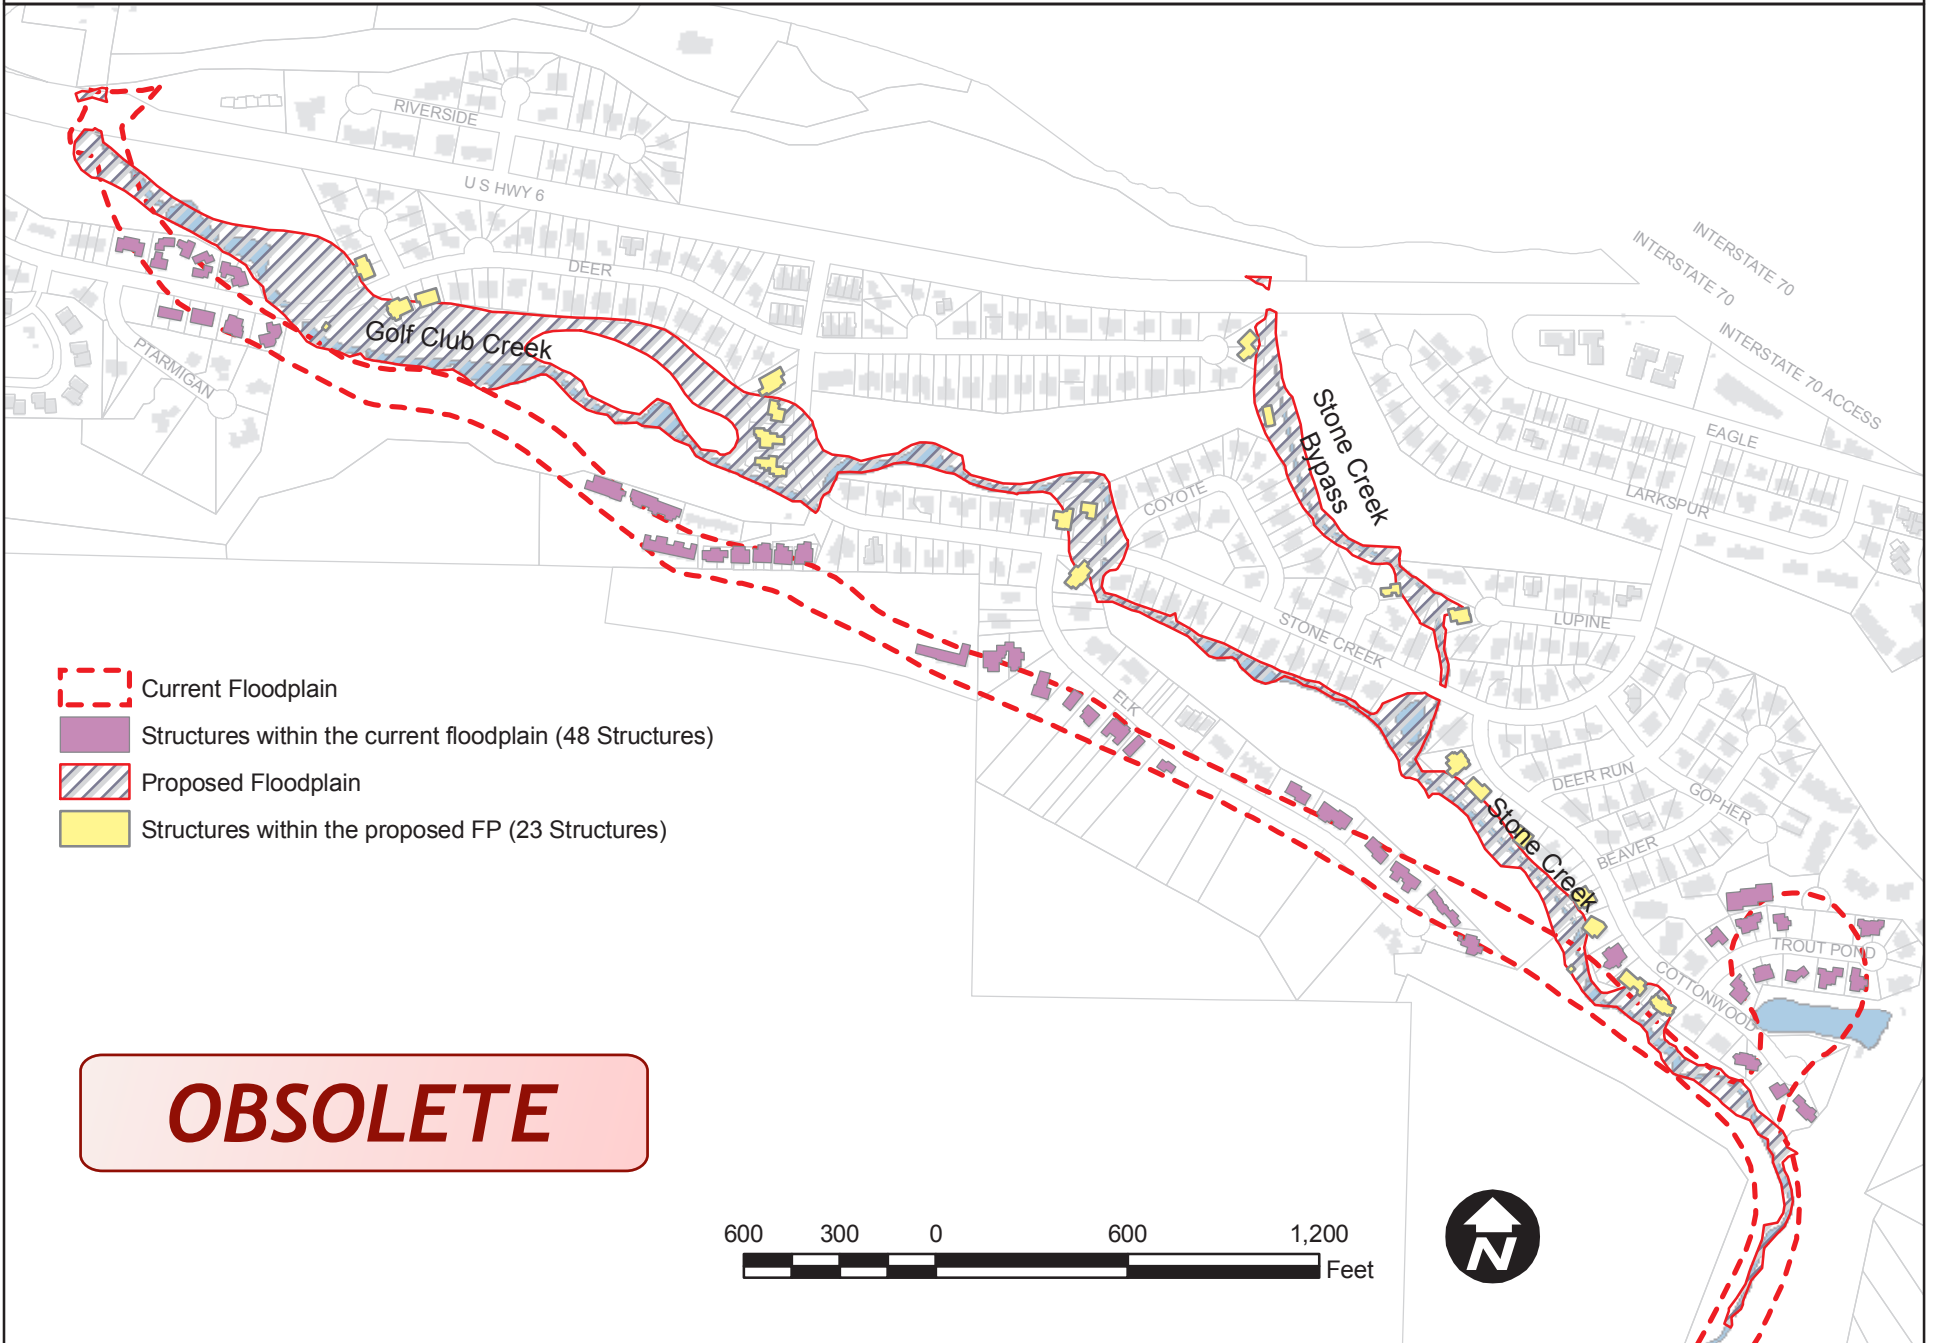 RIVERSIDE
U S HWY 6
DEER
INTERSTATE 70
INTERSTATE 70
INTERSTATE 70 ACCESS
Golf Club Creek
PTARMIGAN
Stone Creek
Bypass
EAGLE
LARKSPUR
COYOTE
STONE CREEK
LUPINE
ELK
DEER RUN
GOPHER
BEAVER
Stone Creek
TROUT POND
COTTONWOOD
Current Floodplain
Structures within the current floodplain (48 Structures)
Proposed Floodplain
Structures within the proposed FP (23 Structures)
OBSOLETE
600 300 0 600 1,200
Feet
N